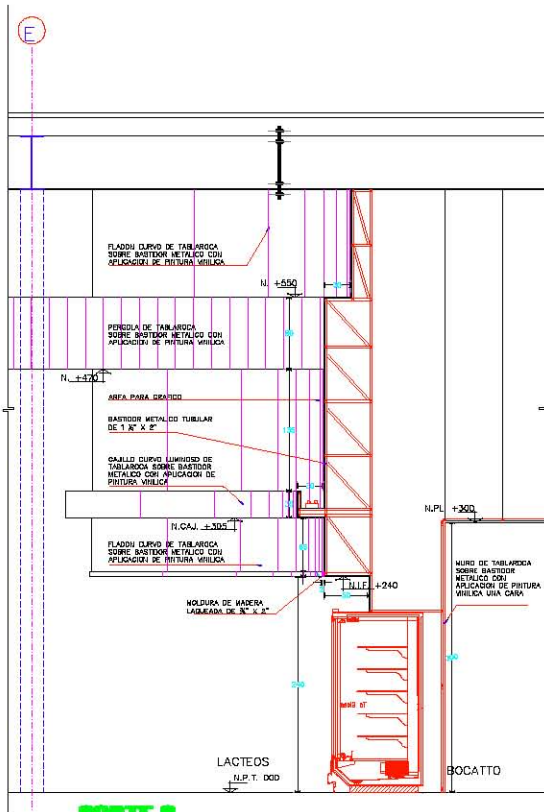 E
FLADON CURVO DE TABLAROCA
SOBRE BASTIDOR METALICO CON
APLICACION DE PINTURA VINILICA
N. +550
PERGOLA DE TABLAROCA
SOBRE BASTIDOR METALICO CON
APLICACION DE PINTURA VINILICA
N. +470
AREA PARA GRAFICO
BASTIDOR METALICO TUBULAR
DE 1 ½" X 2"
CAJILLO CURVO LUMINOSO DE
TABLAROCA SOBRE BASTIDOR
METALICO CON APLICACION DE
PINTURA VINILICA
N.CAJ. +305
N.PL. +300
FLADON CURVO DE TABLAROCA
SOBRE BASTIDOR METALICO CON
APLICACION DE PINTURA VINILICA
N.I.F. +240
MURO DE TABLAROCA
SOBRE BASTIDOR
METALICO CON
APLICACION DE PINTURA
VINILICA UNA CARA
MOLDURA DE MADERA
LAQUEADA DE ¾" X 2"
240
LACTEOS
BOCATTO
N.P.T. 000